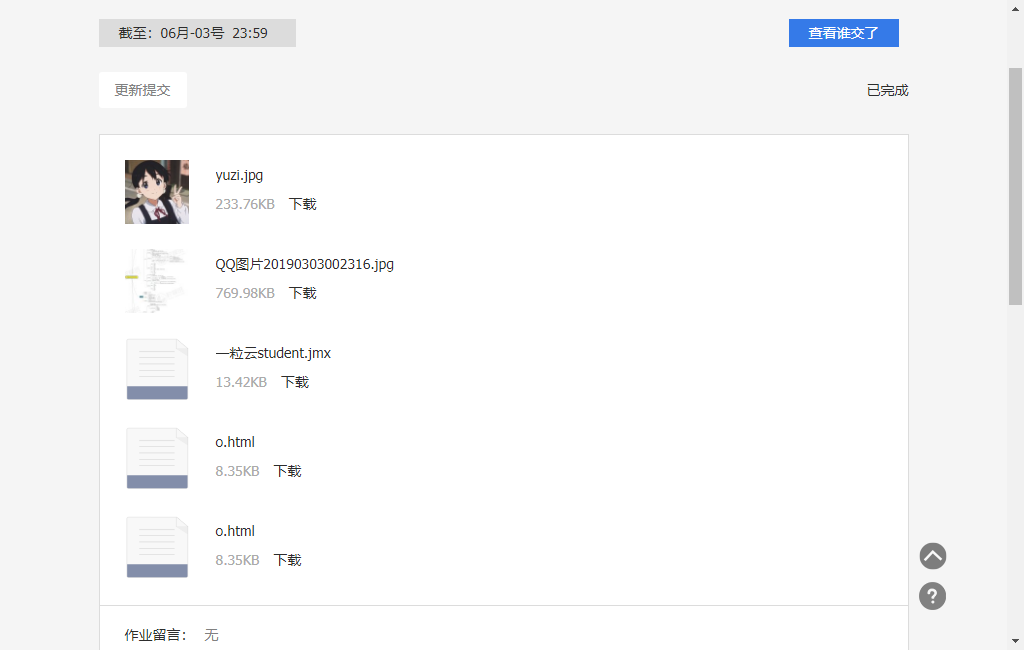 截至：06月-03号 23:59
查看谁交了
更新提交
已完成
yuzi.jpg
233.76KB 下载
QQ图片20190303002316.jpg
769.98KB 下载
一粒云student.jmx
13.42KB 下载
o.html
8.35KB 下载
o.html
8.35KB 下载
?
作业留言： 无